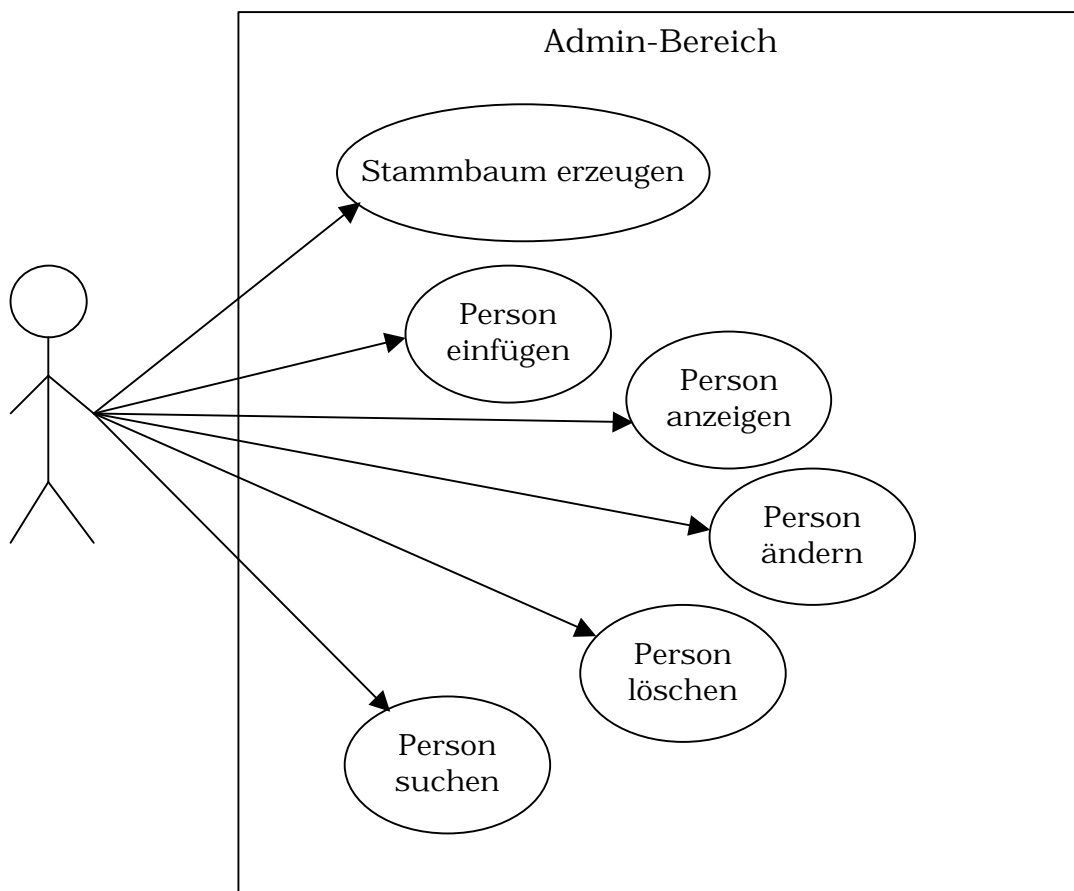 Admin-Bereich
Stammbaum erzeugen
Person
einfügen
Person
anzeigen
Person
ändern
Person
löschen
Person
suchen